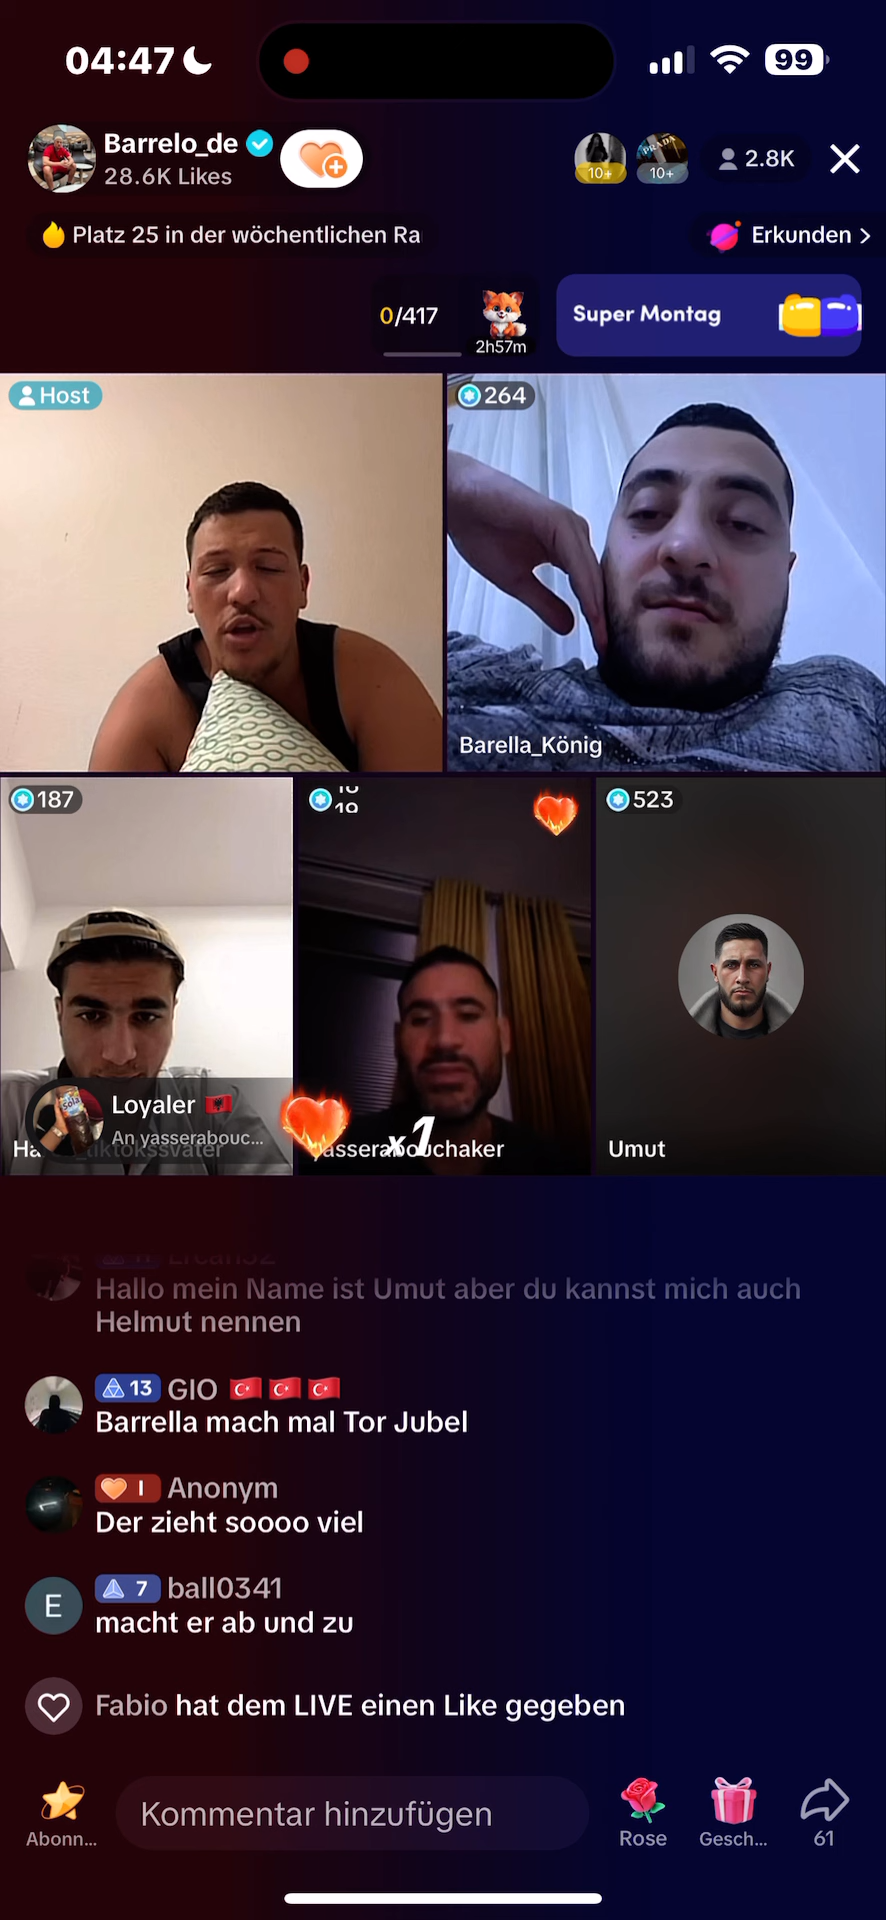 04:47
99
Barrelo_de
28.6K Likes
10+
10+
2.8K
Platz 25 in der wöchentlichen Ra
Erkunden >
0/417
2h57m
Super Montag
Host
264
Barella_König
187
19
523
Loyaler 🇦🇱
An yasserabouc...
x1
yasserabouchaker
Umut
Hallo mein Name ist Umut aber du kannst mich auch
Helmut nennen
13 GIO 🇹🇷 🇹🇷 🇹🇷
Barrella mach mal Tor Jubel
I Anonym
Der zieht soooo viel
E
7 ball0341
macht er ab und zu
Fabio hat dem LIVE einen Like gegeben
Abonn...
Kommentar hinzufügen
Rose
Gesch...
61